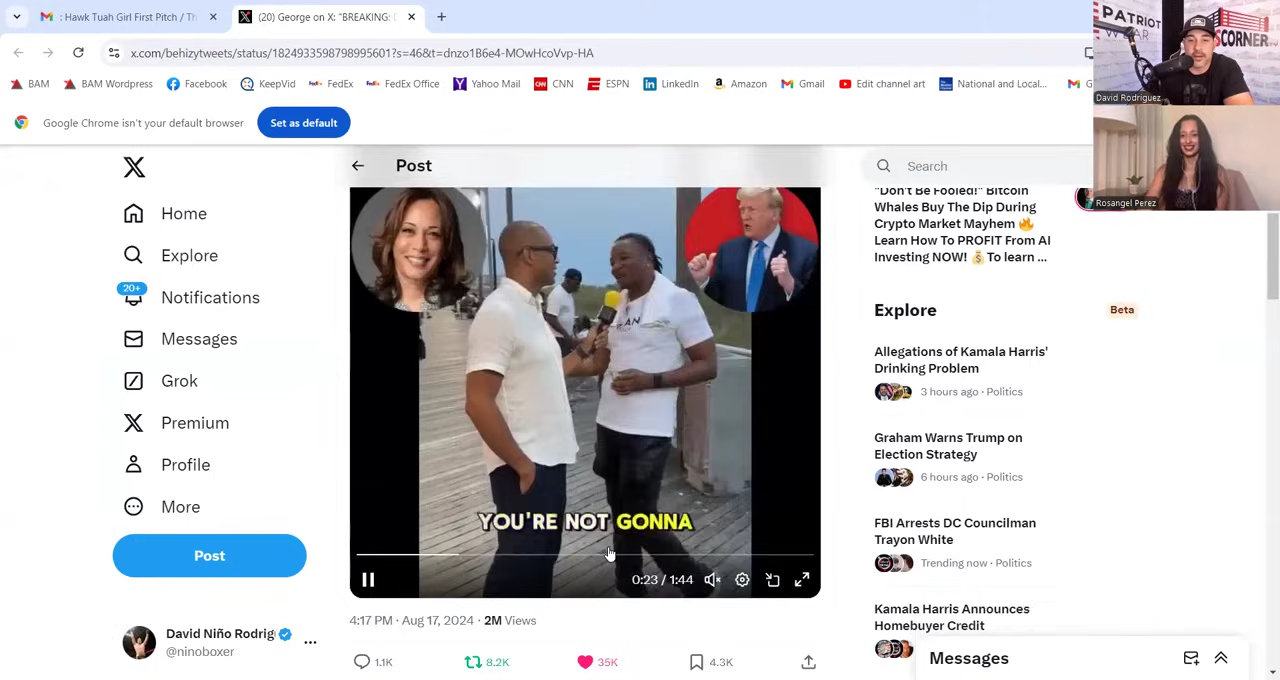 : Hawk Tuah Girl First Pitch / Th
(20) George on X: "BREAKING:
x.com/behizytweets/status/1824933598798995601?s=46&t=dnzo1B6eej-MOwHcoVyp-HA
BAM
BAM Wordpress
Facebook
KeepVid
FedEx
FedEx Office
Yahoo Mail
CNN
ESPN
LinkedIn
Amazon
Gmail
Edit channel art
National and Local...
Google Chrome isn't your default browser
Set as default
PATRIOT
CORNER
David Rodriguez
Rosangel Perez
Home
Explore
20+
Notifications
Messages
Grok
Premium
Profile
More
Post
David Niño Rodrig
@ninoboxer
Post
YOU'RE NOT GONNA
0:23 / 1:44
4:17 PM · Aug 17, 2024 · 2M Views
1.1K
8.2K
35K
4.3K
Search
"Don't Be Fooled!" Bitcoin
Whales Buy The Dip During
Crypto Market Mayhem 🔥
Learn How To PROFIT From AI
Investing NOW! 💰To learn ...
Explore
Beta
Allegations of Kamala Harris'
Drinking Problem
3 hours ago · Politics
Graham Warns Trump on
Election Strategy
6 hours ago · Politics
FBI Arrests DC Councilman
Trayon White
Trending now · Politics
Kamala Harris Announces
Homebuyer Credit
Messages